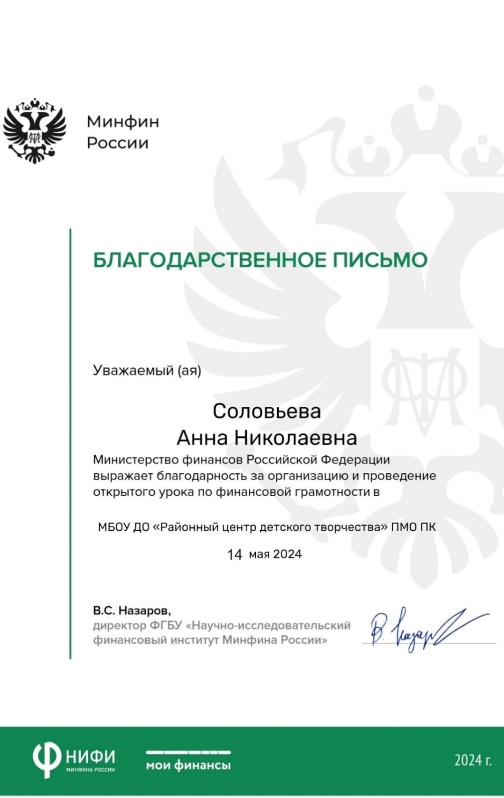 Минфин
России
БЛАГОДАРСТВЕННОЕ ПИСЬМО
Уважаемый (ая)
Соловьева
Анна Николаевна
Министерство финансов Российской Федерации
выражает благодарность за организацию и проведение
открытого урока по финансовой грамотности в
МБОУ ДО «Районный центр детского творчества» ПМО ПК
14 мая 2024
В.С. Назаров,
директор ФГБУ «Научно-исследовательский
финансовый институт Минфина России»
В. Назаров
НИФИ
МИНФИНА РОССИИ
мои финансы
2024 г.